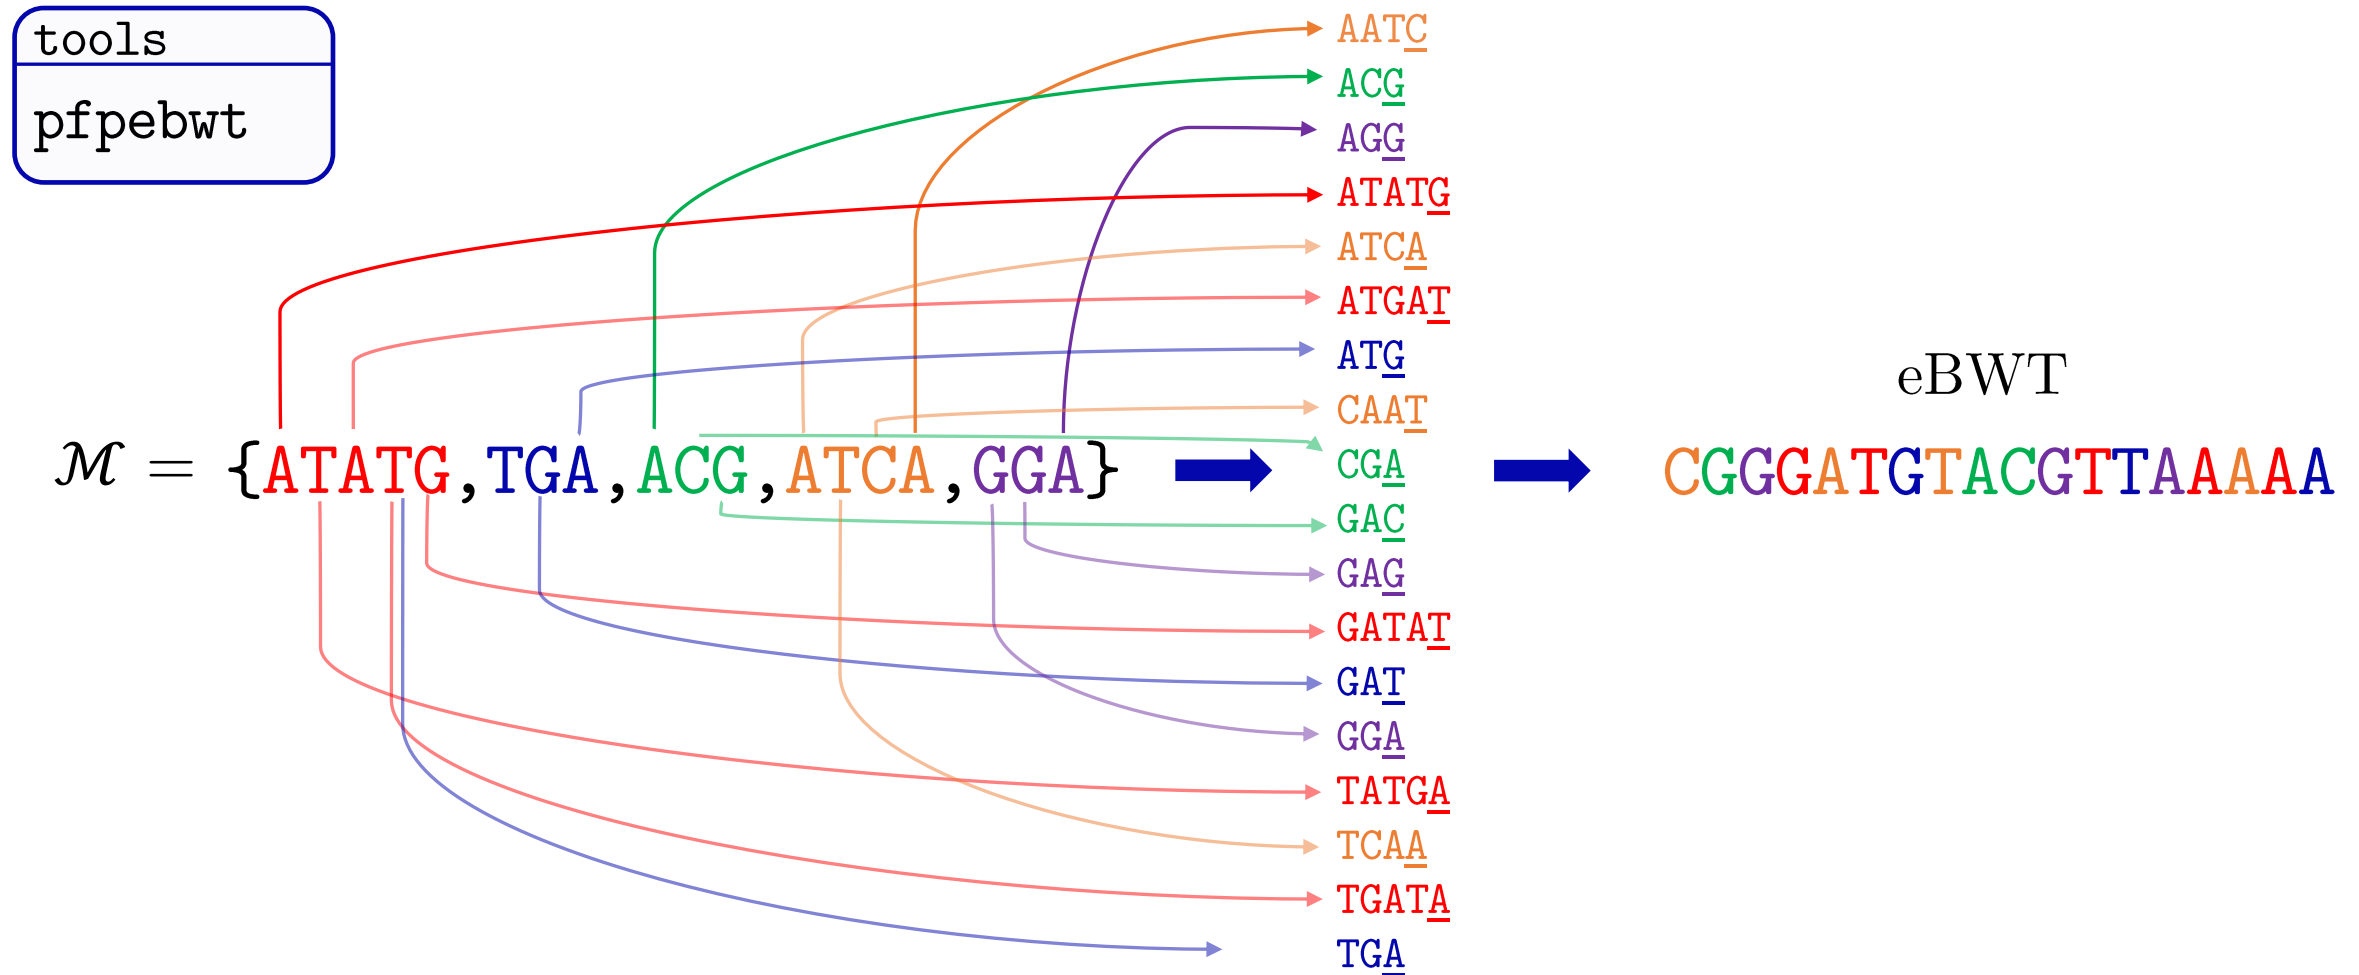 tools
pfpebwt
ℳ = {ATATG,TGA,ACG,ATCA,GGA}
AATC
ACG
AGG
ATATG
ATCA
ATGAT
ATG
CAAT
CGA
GAC
GAG
GATAT
GAT
GGA
TATGA
TCAA
TGATA
TGA
eBWT
CGGGATGTACGTTAAAAA